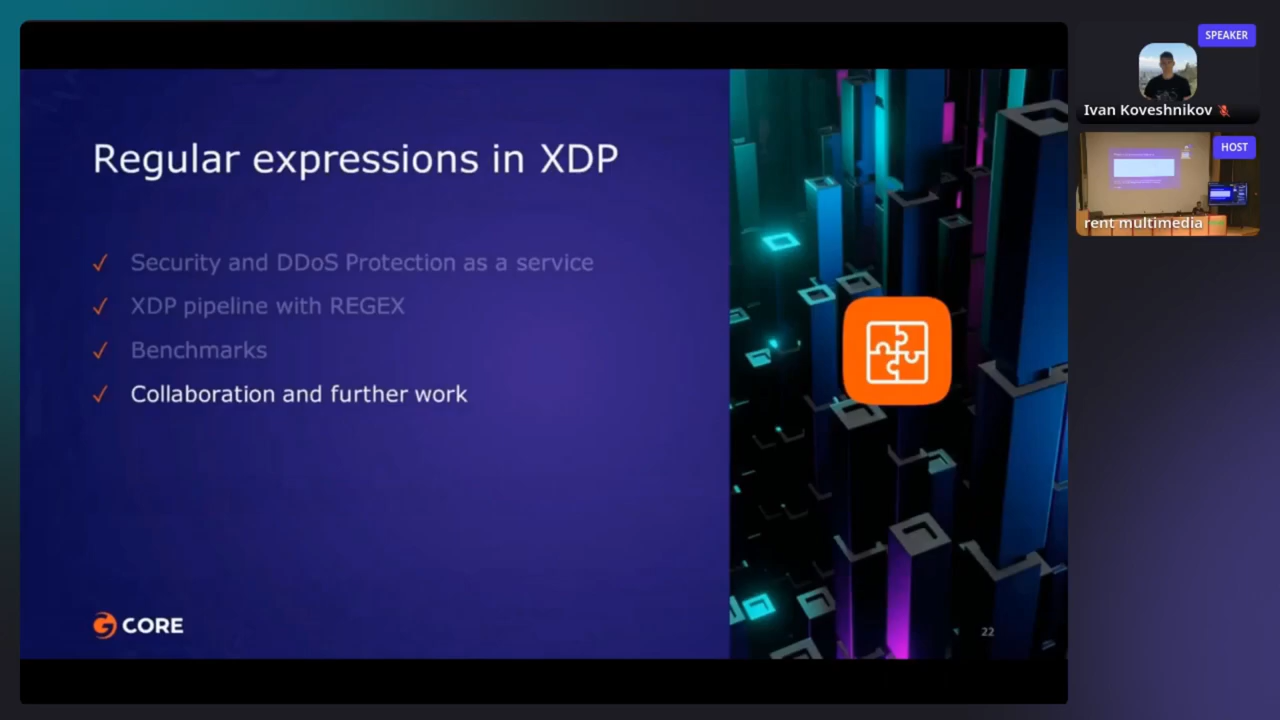 Regular expressions in XDP
✓ Security and DDoS Protection as a service
✓ XDP pipeline with REGEX
✓ Benchmarks
✓ Collaboration and further work
G CORE
22
SPEAKER
Ivan Koveshnikov
HOST
rent multimedia